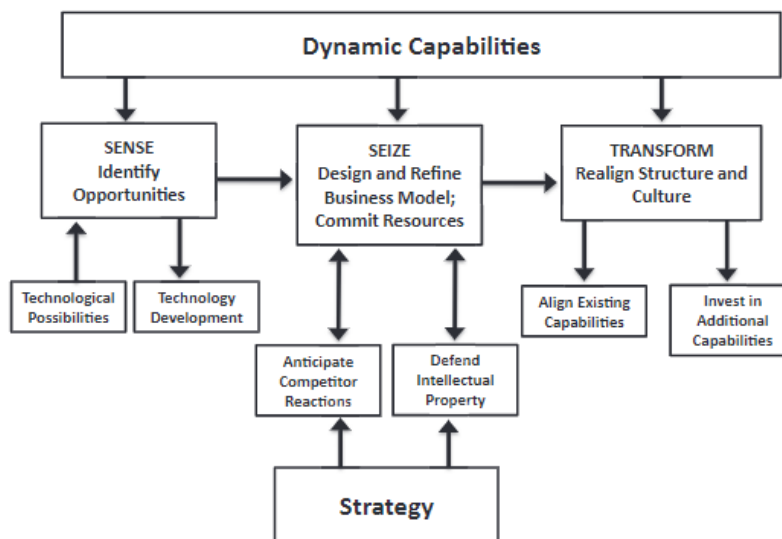 Dynamic Capabilities
SENSE
Identify
Opportunities
SEIZE
Design and Refine
Business Model;
Commit Resources
TRANSFORM
Realign Structure and
Culture
Technological
Possibilities
Technology
Development
Align Existing
Capabilities
Invest in
Additional
Capabilities
Anticipate
Competitor
Reactions
Defend
Intellectual
Property
Strategy